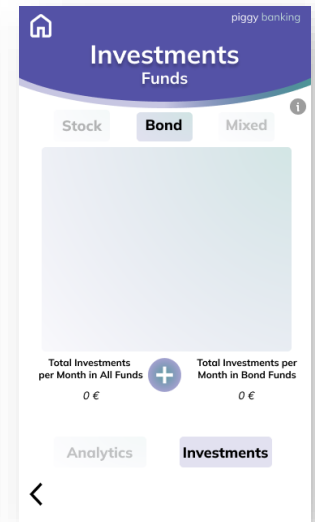 piggy banking
Investments
Funds
i
Stock Bond Mixed
Total Investments
per Month in All Funds
0 €
Total Investments per
Month in Bond Funds
0 €
Analytics Investments